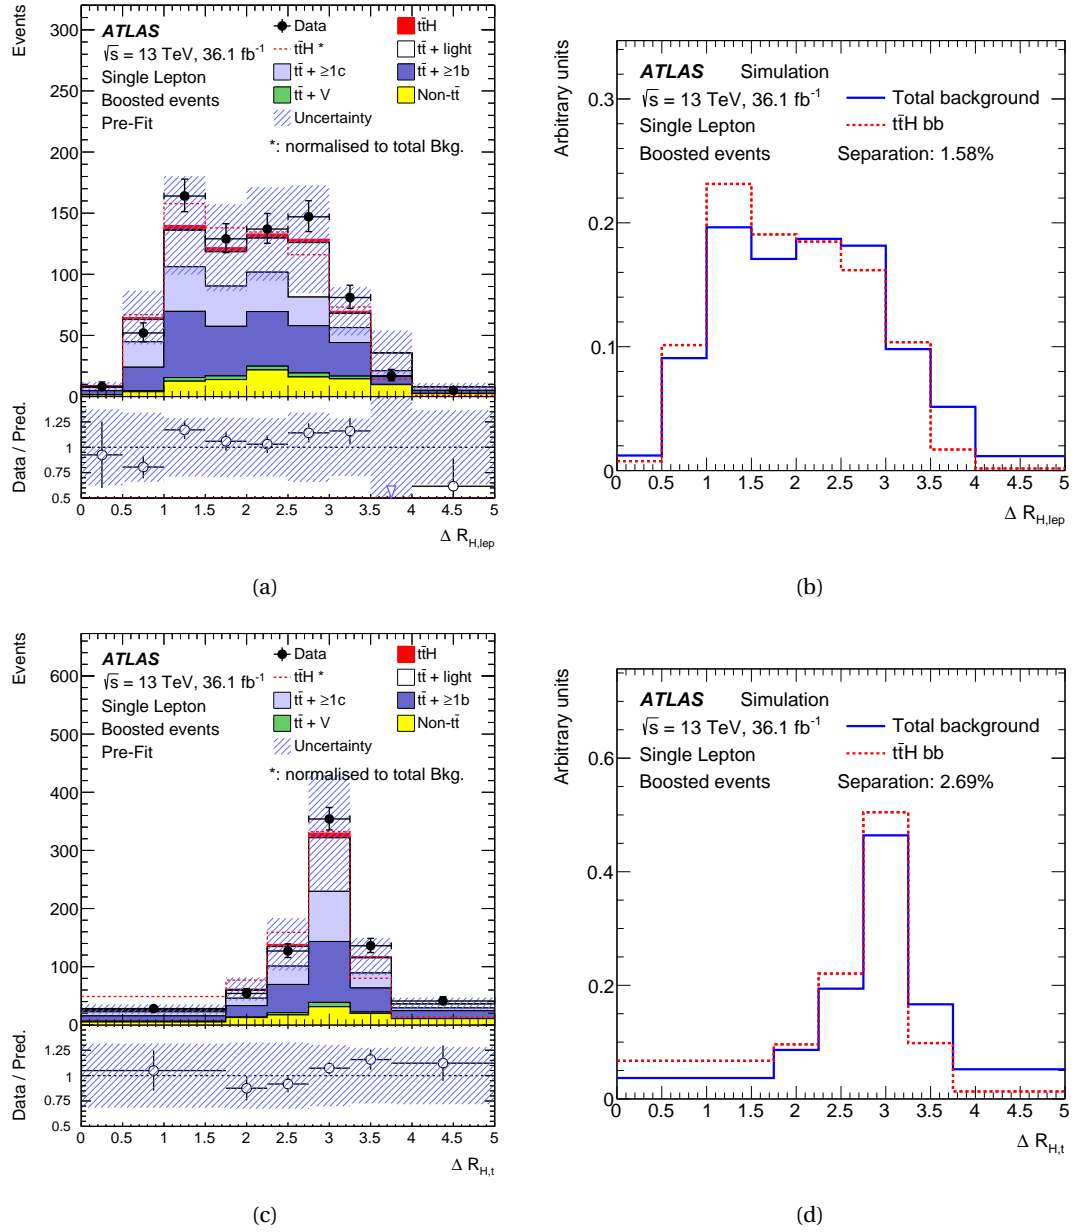 Events
300
250
200
150
100
50
0
ATLAS
√s = 13 TeV, 36.1 fb⁻¹
Single Lepton
Boosted events
Pre-Fit
Data
tt̄H
tt̄H *
tt̄ + light
tt̄ + ≥1c
tt̄ + ≥1b
tt̄ + V
Non-tt̄
Uncertainty
*: normalised to total Bkg.
Data / Pred.
1.25
1
0.75
0.5
0 0.5 1 1.5 2 2.5 3 3.5 4 4.5 5
Δ R_H,lep
(a)
Arbitrary units
0.3
0.2
0.1
0
ATLAS Simulation
√s = 13 TeV, 36.1 fb⁻¹
Single Lepton
Boosted events
Total background
tt̄H bb
Separation: 1.58%
0 0.5 1 1.5 2 2.5 3 3.5 4 4.5 5
Δ R_H,lep
(b)
Events
600
500
400
300
200
100
0
ATLAS
√s = 13 TeV, 36.1 fb⁻¹
Single Lepton
Boosted events
Pre-Fit
Data
tt̄H
tt̄H *
tt̄ + light
tt̄ + ≥1c
tt̄ + ≥1b
tt̄ + V
Non-tt̄
Uncertainty
*: normalised to total Bkg.
Data / Pred.
1.25
1
0.75
0.5
0 0.5 1 1.5 2 2.5 3 3.5 4 4.5 5
Δ R_H,t
(c)
Arbitrary units
0.6
0.4
0.2
0
ATLAS Simulation
√s = 13 TeV, 36.1 fb⁻¹
Single Lepton
Boosted events
Total background
tt̄H bb
Separation: 2.69%
0 0.5 1 1.5 2 2.5 3 3.5 4 4.5 5
Δ R_H,t
(d)